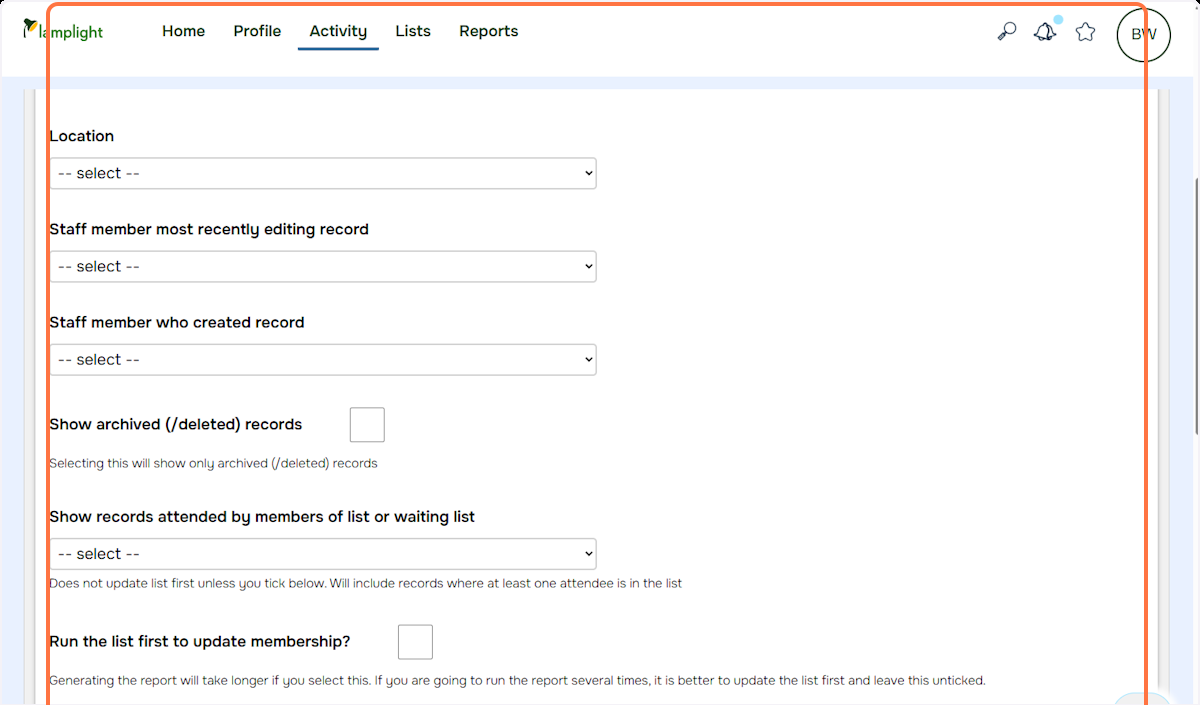 lamplight
Home Profile Activity Lists Reports
BW
Location
-- select --
Staff member most recently editing record
-- select --
Staff member who created record
-- select --
Show archived (/deleted) records
Selecting this will show only archived (/deleted) records
Show records attended by members of list or waiting list
-- select --
Does not update list first unless you tick below. Will include records where at least one attendee is in the list
Run the list first to update membership?
Generating the report will take longer if you select this. If you are going to run the report several times, it is better to update the list first and leave this unticked.